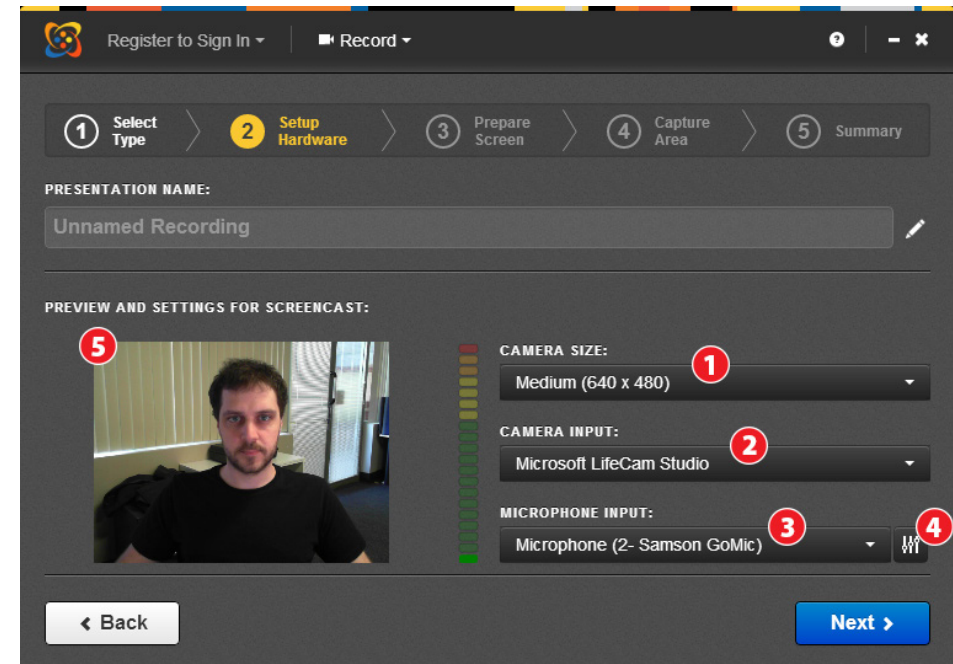 Register to Sign In
Record
?
1 Select Type
2 Setup Hardware
3 Prepare Screen
4 Capture Area
5 Summary
PRESENTATION NAME:
Unnamed Recording
PREVIEW AND SETTINGS FOR SCREENCAST:
5
CAMERA SIZE:
1
Medium (640 x 480)
CAMERA INPUT:
2
Microsoft LifeCam Studio
MICROPHONE INPUT:
3
4
Microphone (2- Samson GoMic)
Back
Next